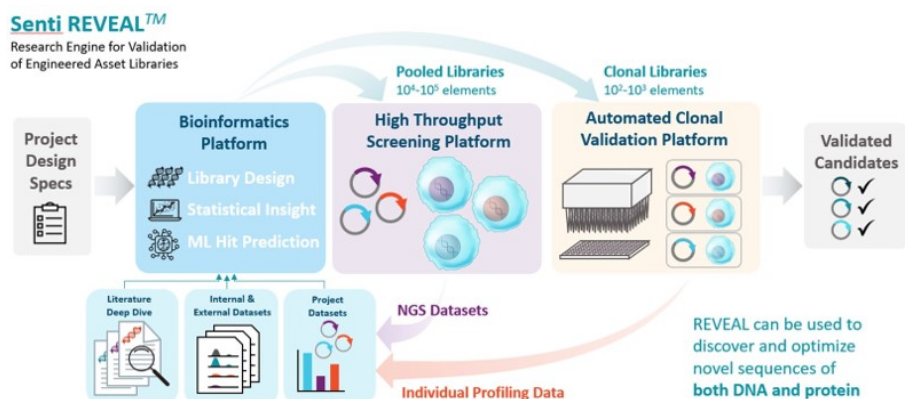 Senti REVEAL™
Research Engine for Validation
of Engineered Asset Libraries
Pooled Libraries
10⁴-10⁵ elements
Clonal Libraries
10²-10³ elements
Project
Design
Specs
Bioinformatics
Platform
Library Design
Statistical Insight
ML Hit Prediction
High Throughput
Screening Platform
Automated Clonal
Validation Platform
Validated
Candidates
Literature
Deep Dive
Internal &
External Datasets
Project
Datasets
NGS Datasets
Individual Profiling Data
REVEAL can be used to
discover and optimize
novel sequences of
both DNA and protein